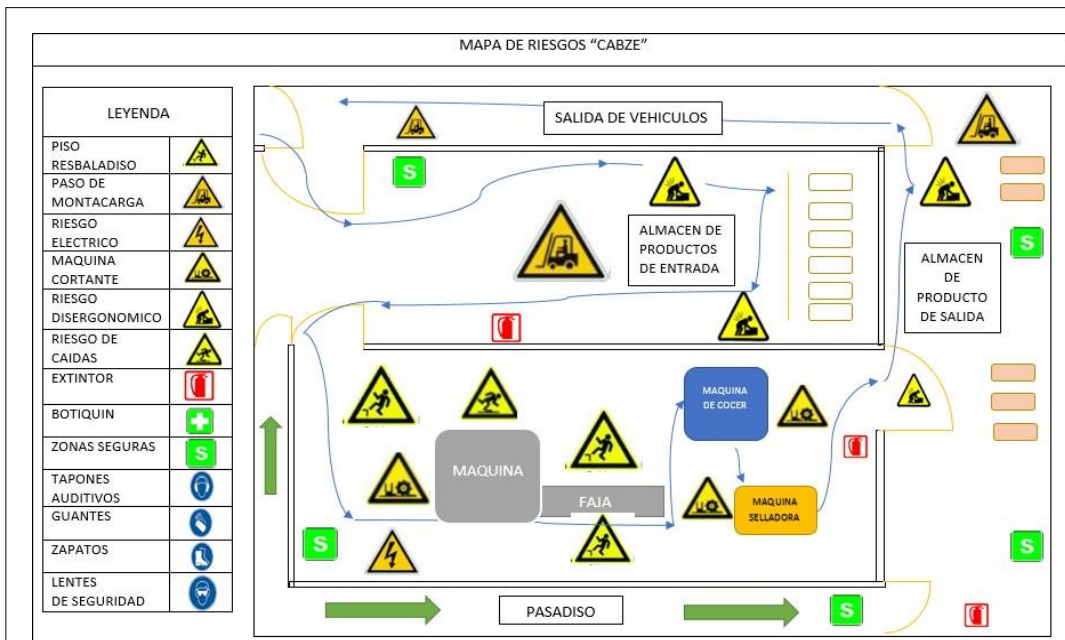 MAPA DE RIESGOS “CABZE”
LEYENDA
PISO
RESBALADISO
PASO DE
MONTACARGA
RIESGO
ELECTRICO
MAQUINA
CORTANTE
RIESGO
DISERGONOMICO
RIESGO DE
CAIDAS
EXTINTOR
BOTIQUIN
ZONAS SEGURAS
S
TAPONES
AUDITIVOS
GUANTES
ZAPATOS
LENTES
DE SEGURIDAD
SALIDA DE VEHICULOS
S
ALMACEN DE
PRODUCTOS
DE ENTRADA
S
ALMACEN
DE
PRODUCTO
DE SALIDA
MAQUINA
DE COCER
MAQUINA
FAJA
MAQUINA
SELLADORA
S
S
PASADISO
S